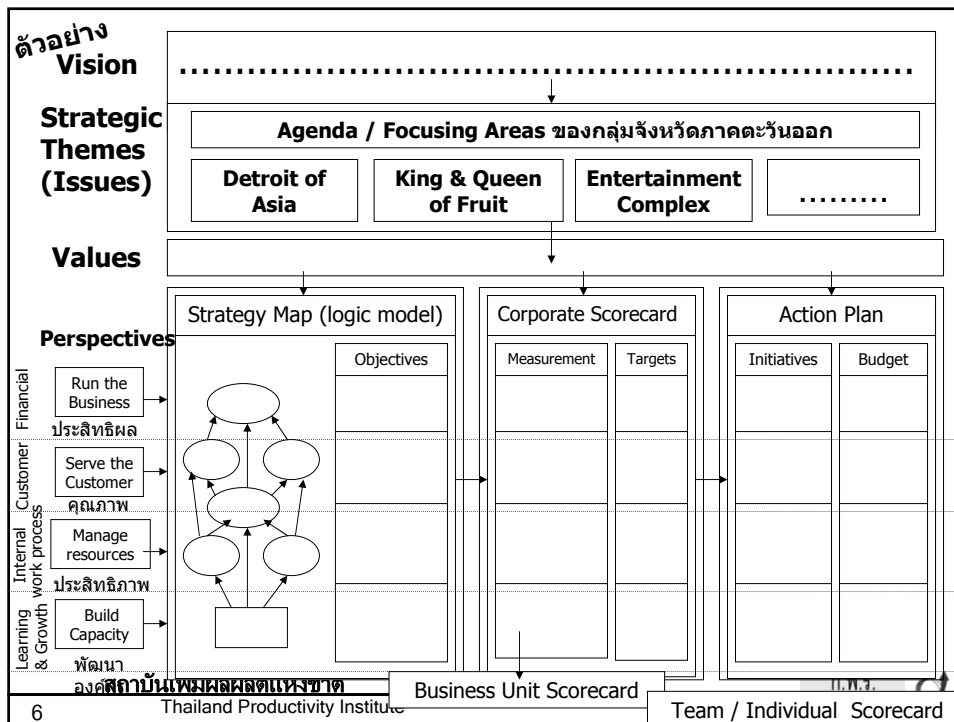 ตัวอย่าง
Vision
................................................................
Strategic
Themes
(Issues)
Agenda / Focusing Areas ของกลุ่มจังหวัดภาคตะวันออก
Detroit of
Asia
King & Queen
of Fruit
Entertainment
Complex
.........
Values
Strategy Map (logic model)
Corporate Scorecard
Action Plan
Perspectives
Objectives
Measurement
Targets
Initiatives
Budget
Financial
Run the
Business
ประสิทธิผล
Customer
Serve the
Customer
คุณภาพ
Internal
work process
Manage
resources
ประสิทธิภาพ
Learning
& Growth
Build
Capacity
พัฒนา
สถาบันเพิ่มผลผลิตแห่งชาติ
Thailand Productivity Institute
Business Unit Scorecard
ก.พ.ร.
Team / Individual Scorecard
6